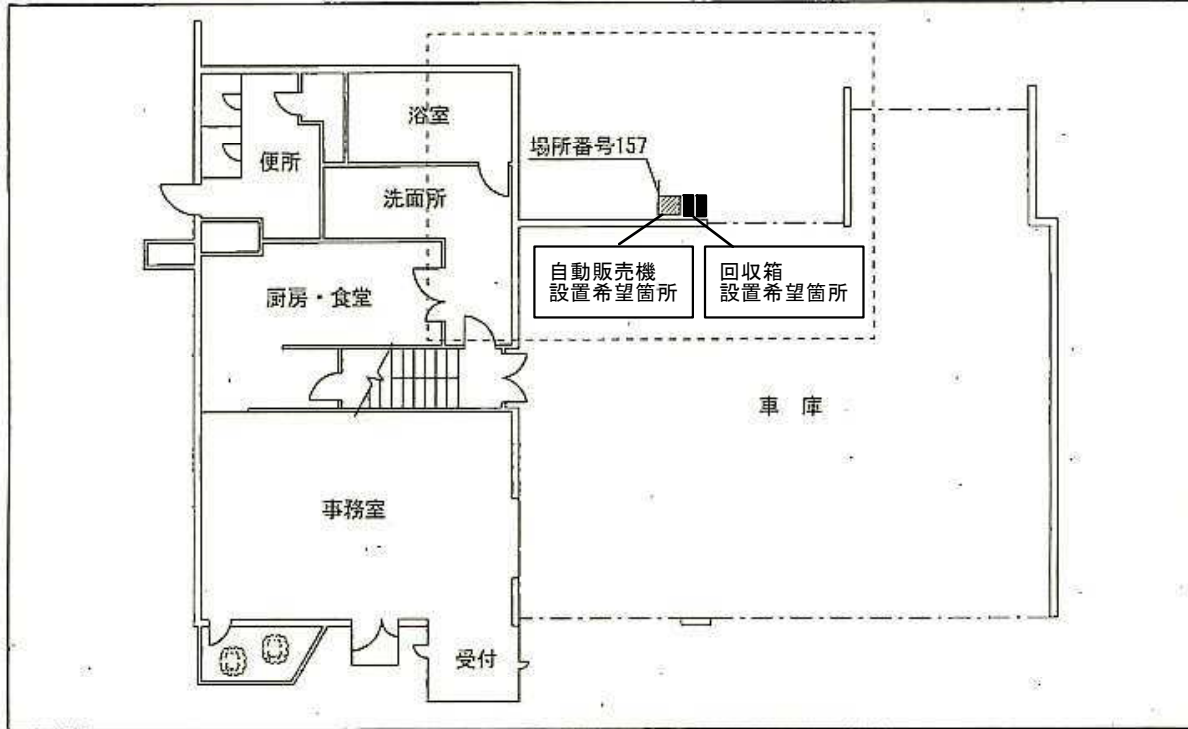 浴室
場所番号157
便所
洗面所
自動販売機
設置希望箇所
回収箱
設置希望箇所
厨房・食堂
車 庫
事務室
受付